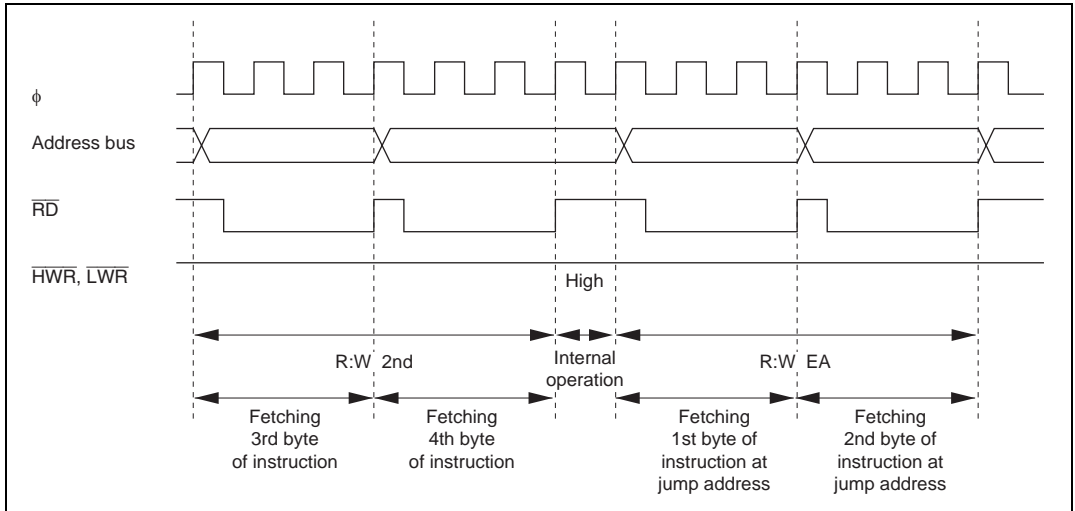 ϕ
Address bus
RD
HWR, LWR
High
R:W 2nd
Internal
operation
R:W EA
Fetching
3rd byte
of instruction
Fetching
4th byte
of instruction
Fetching
1st byte of
instruction at
jump address
Fetching
2nd byte of
instruction at
jump address